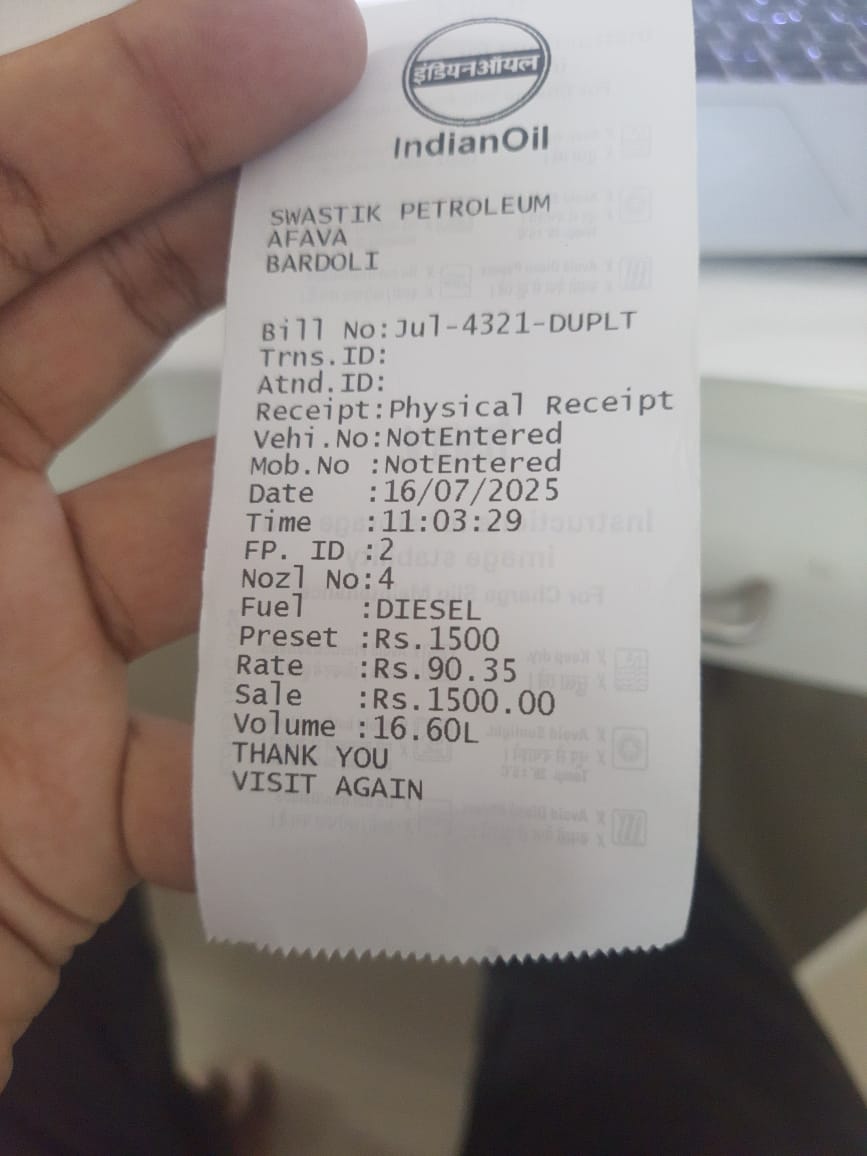 इंडियनऑयल
IndianOil
SWASTIK PETROLEUM
AFAVA
BARDOLI
Bill No:Jul-4321-DUPLT
Trns.ID:
Atnd.ID:
Receipt:Physical Receipt
Vehi.No:NotEntered
Mob.No :NotEntered
Date :16/07/2025
Time :11:03:29
FP. ID :2
Nozl No:4
Fuel :DIESEL
Preset :Rs.1500
Rate :Rs.90.35
Sale :Rs.1500.00
Volume :16.60L
THANK YOU
VISIT AGAIN